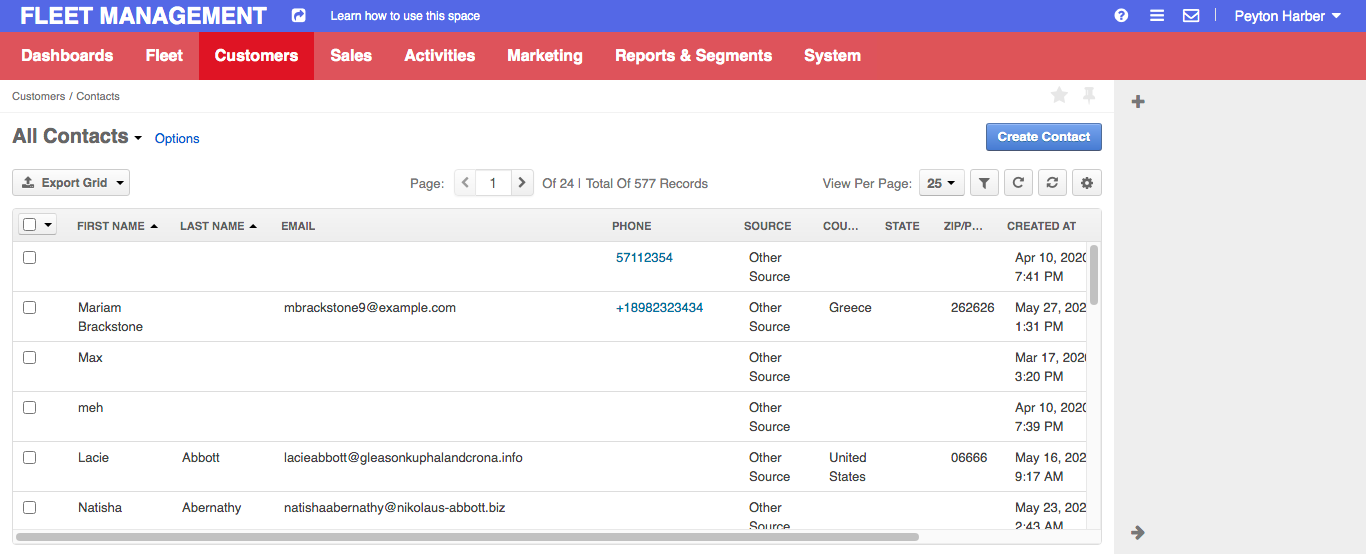 FLEET MANAGEMENT Learn how to use this space Peyton Harber
Dashboards Fleet Customers Sales Activities Marketing Reports & Segments System
Customers / Contacts
All Contacts Options Create Contact
Export Grid Page: 1 Of 24 | Total Of 577 Records View Per Page: 25
FIRST NAME LAST NAME EMAIL PHONE SOURCE COU... STATE ZIP/P... CREATED AT
57112354 Other Apr 10, 2020
Source 7:41 PM
Mariam mbrackstone9@example.com +18982323434 Other Greece 262626 May 27, 202
Brackstone Source 1:31 PM
Max Other Mar 17, 2020
Source 3:20 PM
meh Other Apr 10, 2020
Source 7:39 PM
Lacie Abbott lacieabbott@gleasonkuphalandcrona.info Other United 06666 May 16, 202
Source States 9:17 AM
Natisha Abernathy natishaabernathy@nikolaus-abbott.biz Other May 23, 202
Source 2:43 AM